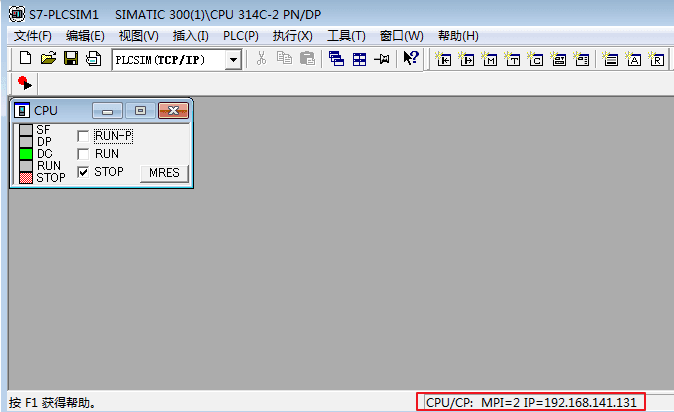 S7-PLCSIM1 SIMATIC 300(1)\CPU 314C-2 PN/DP
文件(F) 编辑(E) 视图(V) 插入(I) PLC(P) 执行(X) 工具(T) 窗口(W) 帮助(H)
PLCSIM(TCP/IP)
CPU
SF
DP
RUN-P
DC
RUN
RUN
STOP
STOP
MRES
按 F1 获得帮助。
CPU/CP: MPI=2 IP=192.168.141.131